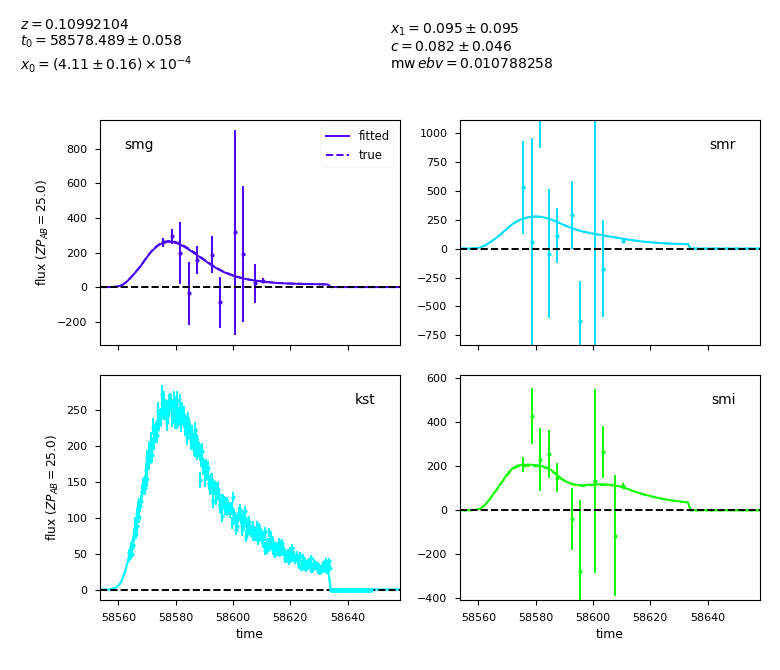 z = 0.10992104
t₀ = 58578.489 ± 0.058
x₀ = (4.11 ± 0.16) × 10⁻⁴
x₁ = 0.095 ± 0.095
c = 0.082 ± 0.046
mw ebv = 0.010788258
smg
fitted
true
800
600
400
200
0
−200
flux (ZP_AB = 25.0)
smr
1000
750
500
250
0
−250
−500
−750
kst
250
200
150
100
50
0
flux (ZP_AB = 25.0)
58560 58580 58600 58620 58640
time
smi
600
400
200
0
−200
−400
58560 58580 58600 58620 58640
time